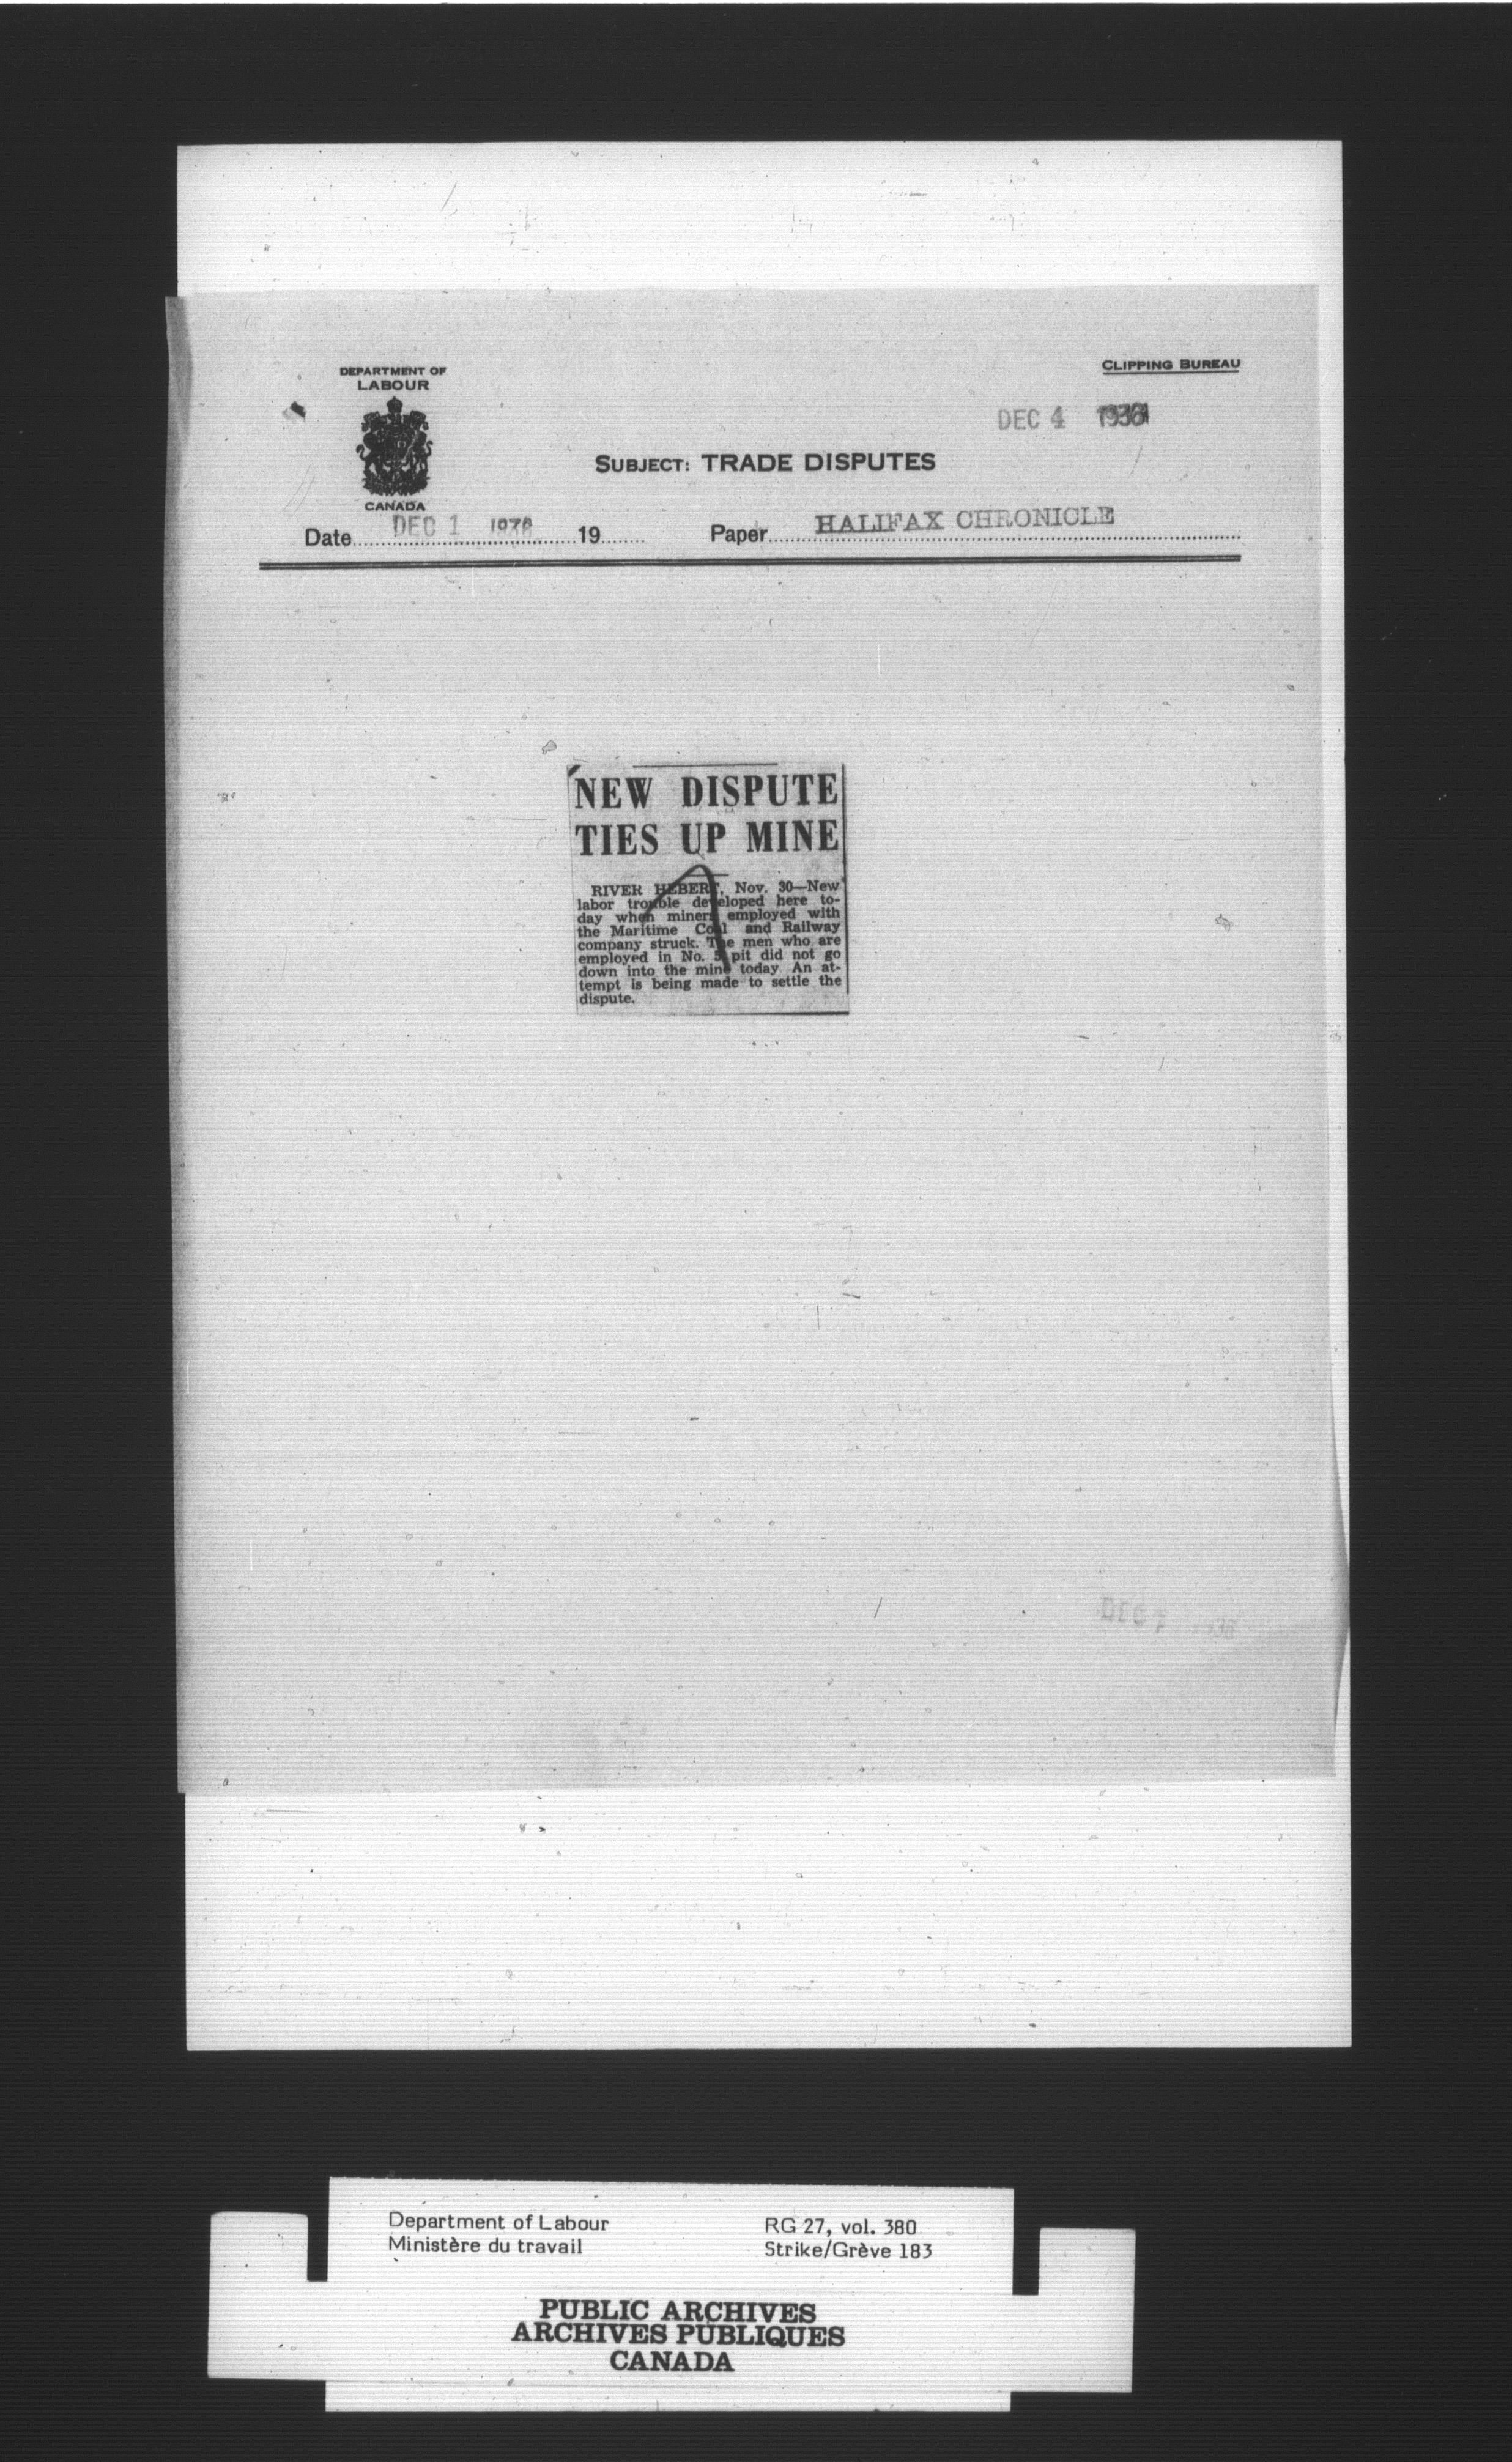 DEPARTMENT OF
LABOUR
CANADA
CLIPPING BUREAU
DEC 4 1936
SUBJECT: TRADE DISPUTES
Date DEC 1 1936 19
Paper HALIFAX CHRONICLE
NEW DISPUTE
TIES UP MINE
RIVER HEBERT, Nov. 30—New
labor trouble developed here to-
day when miners employed with
the Maritime Coal and Railway
company struck. The men who are
employed in No. 5 pit did not go
down into the mine today An at-
tempt is being made to settle the
dispute.
DEC 1936
Department of Labour
Ministère du travail
RG 27, vol. 380
Strike/Grève 183
PUBLIC ARCHIVES
ARCHIVES PUBLIQUES
CANADA